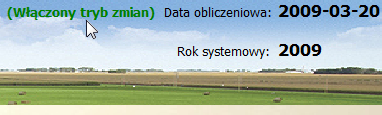 (Włączony tryb zmian) Data obliczeniowa: 2009-03-20
Rok systemowy: 2009